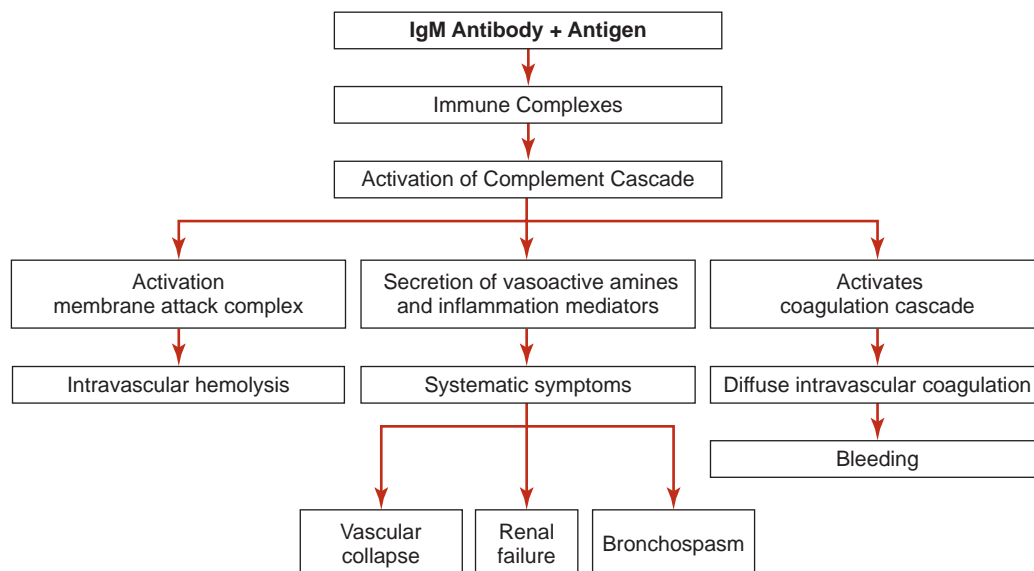 IgM Antibody + Antigen
Immune Complexes
Activation of Complement Cascade
Activation
membrane attack complex
Secretion of vasoactive amines
and inflammation mediators
Activates
coagulation cascade
Intravascular hemolysis
Systematic symptoms
Diffuse intravascular coagulation
Bleeding
Vascular
collapse
Renal
failure
Bronchospasm